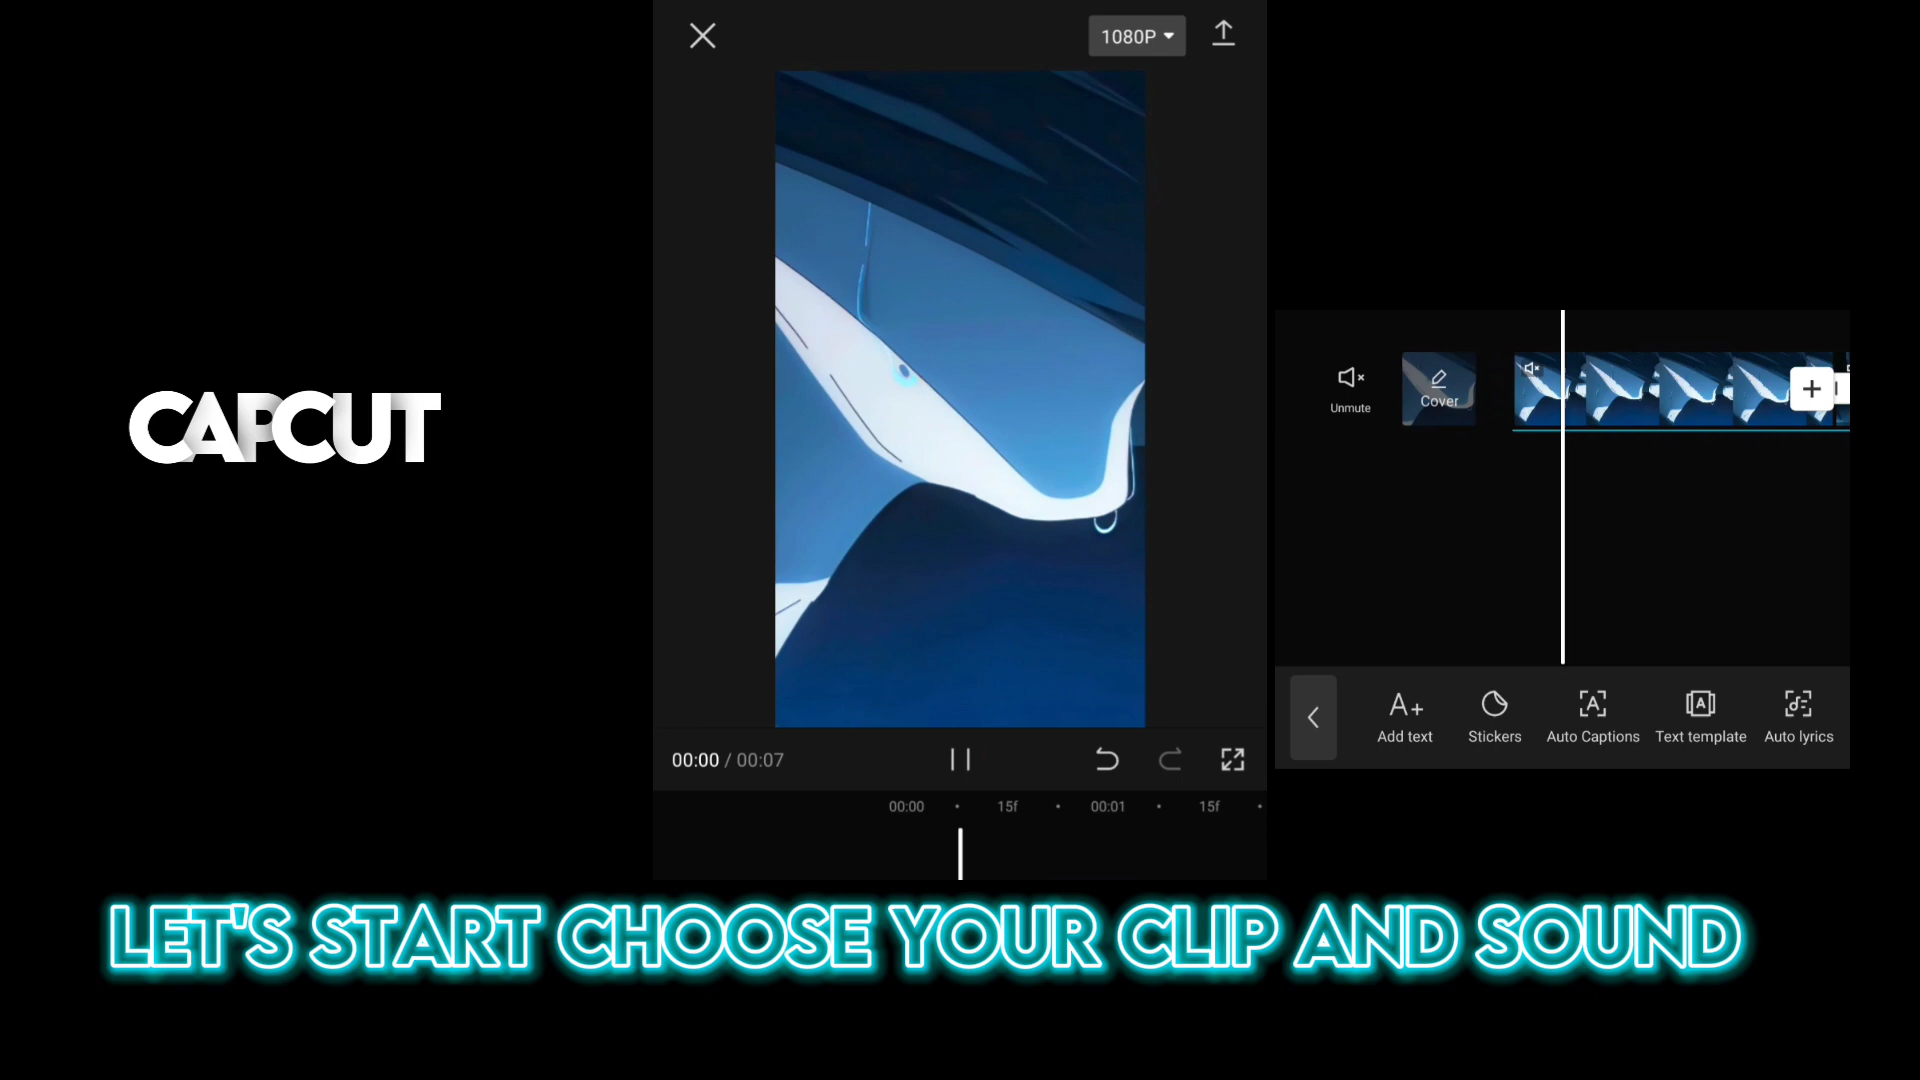 1080P
CAPCUT
Unmute
Cover
A+
Add text
Stickers
A
Auto Captions
A
Text template
Auto lyrics
00:00 / 00:07
00:00 15f 00:01 15f
LET'S START CHOOSE YOUR CLIP AND SOUND